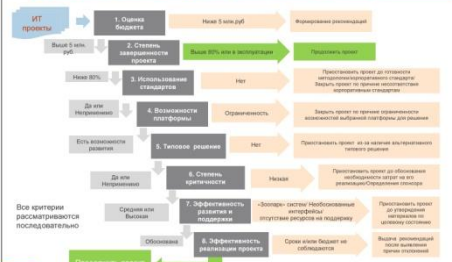 ИТ
проекты
1. Оценка
бюджета
Ниже 5 млн.руб
Формирование рекомендаций
Выше 5 млн.
руб
2. Степень
завершенности
проекта
Выше 80% или в эксплуатации
Продолжить проект
Ниже 80%
3. Использование
стандартов
Нет
Приостановить проект до готовности
методологии/корпоративного стандарта/
Закрыть проект по причине несоответствия
корпоративным стандартам
Да или
Неприменимо
4. Возможности
платформы
Ограниченность
Закрыть проект по причине ограничения
возможностей выбранной платформы для решения
Есть возможности
развития
5. Типовое решение
Нет
Приостановить проект из-за наличия альтернативного
типового решения
Да или
Неприменимо
6. Степень
критичности
Низкая
Приостановить проект до обоснования
необходимости затрат на его
реализацию/Определения спонсора
Все критерии
рассматриваются
последовательно
Средняя или
Высокая
7. Эффективность
развития и
поддержки
«Зоопарк» систем/ Необоснованные
интерфейсы/
отсутствие ресурсов на поддержку
Приостановить проект
до утверждения
материалов по
целевому состоянию
Обоснована
8. Эффективность
реализации проекта
Сроки и/или бюджет не
соблюдаются
Выдача рекомендаций
после выявления
причин отклонений